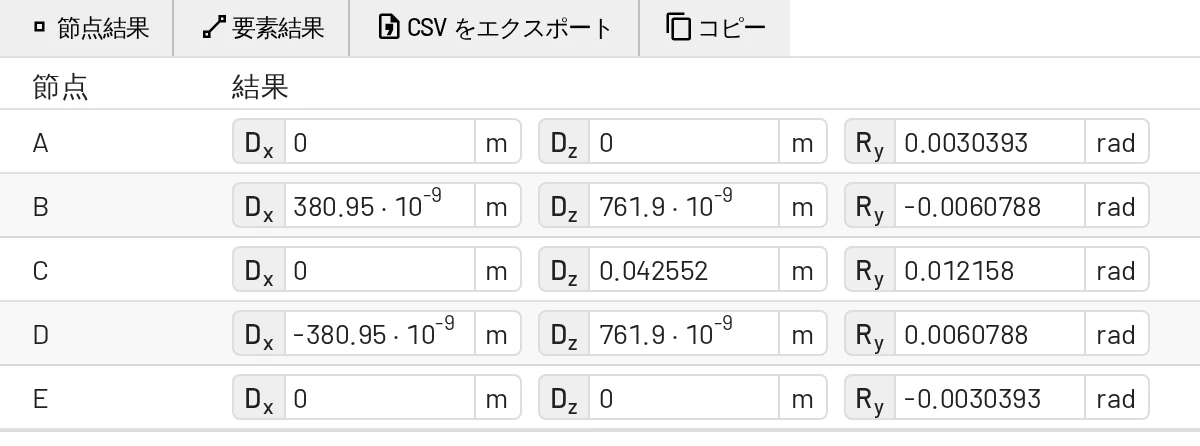 節点結果 要素結果 CSV をエクスポート コピー
節点 結果
A Dx 0 m Dz 0 m Ry 0.0030393 rad
B Dx 380.95 · 10⁻⁹ m Dz 761.9 · 10⁻⁹ m Ry -0.0060788 rad
C Dx 0 m Dz 0.042552 m Ry 0.012158 rad
D Dx -380.95 · 10⁻⁹ m Dz 761.9 · 10⁻⁹ m Ry 0.0060788 rad
E Dx 0 m Dz 0 m Ry -0.0030393 rad